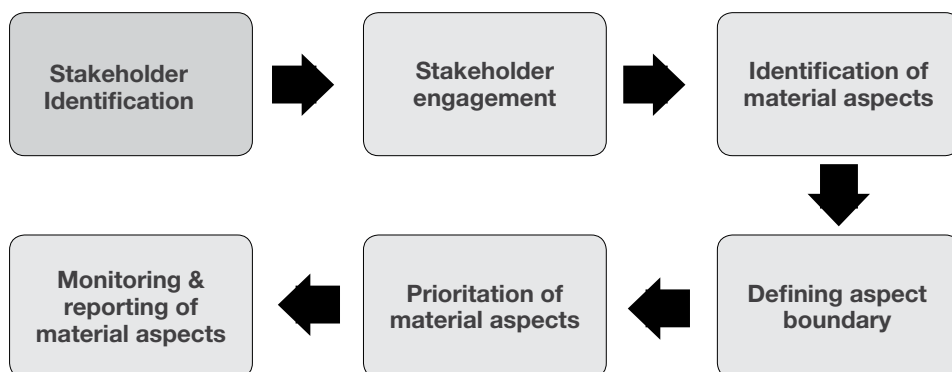 Stakeholder
Identification
Stakeholder
engagement
Identification of
material aspects
Defining aspect
boundary
Prioritation of
material aspects
Monitoring &
reporting of
material aspects